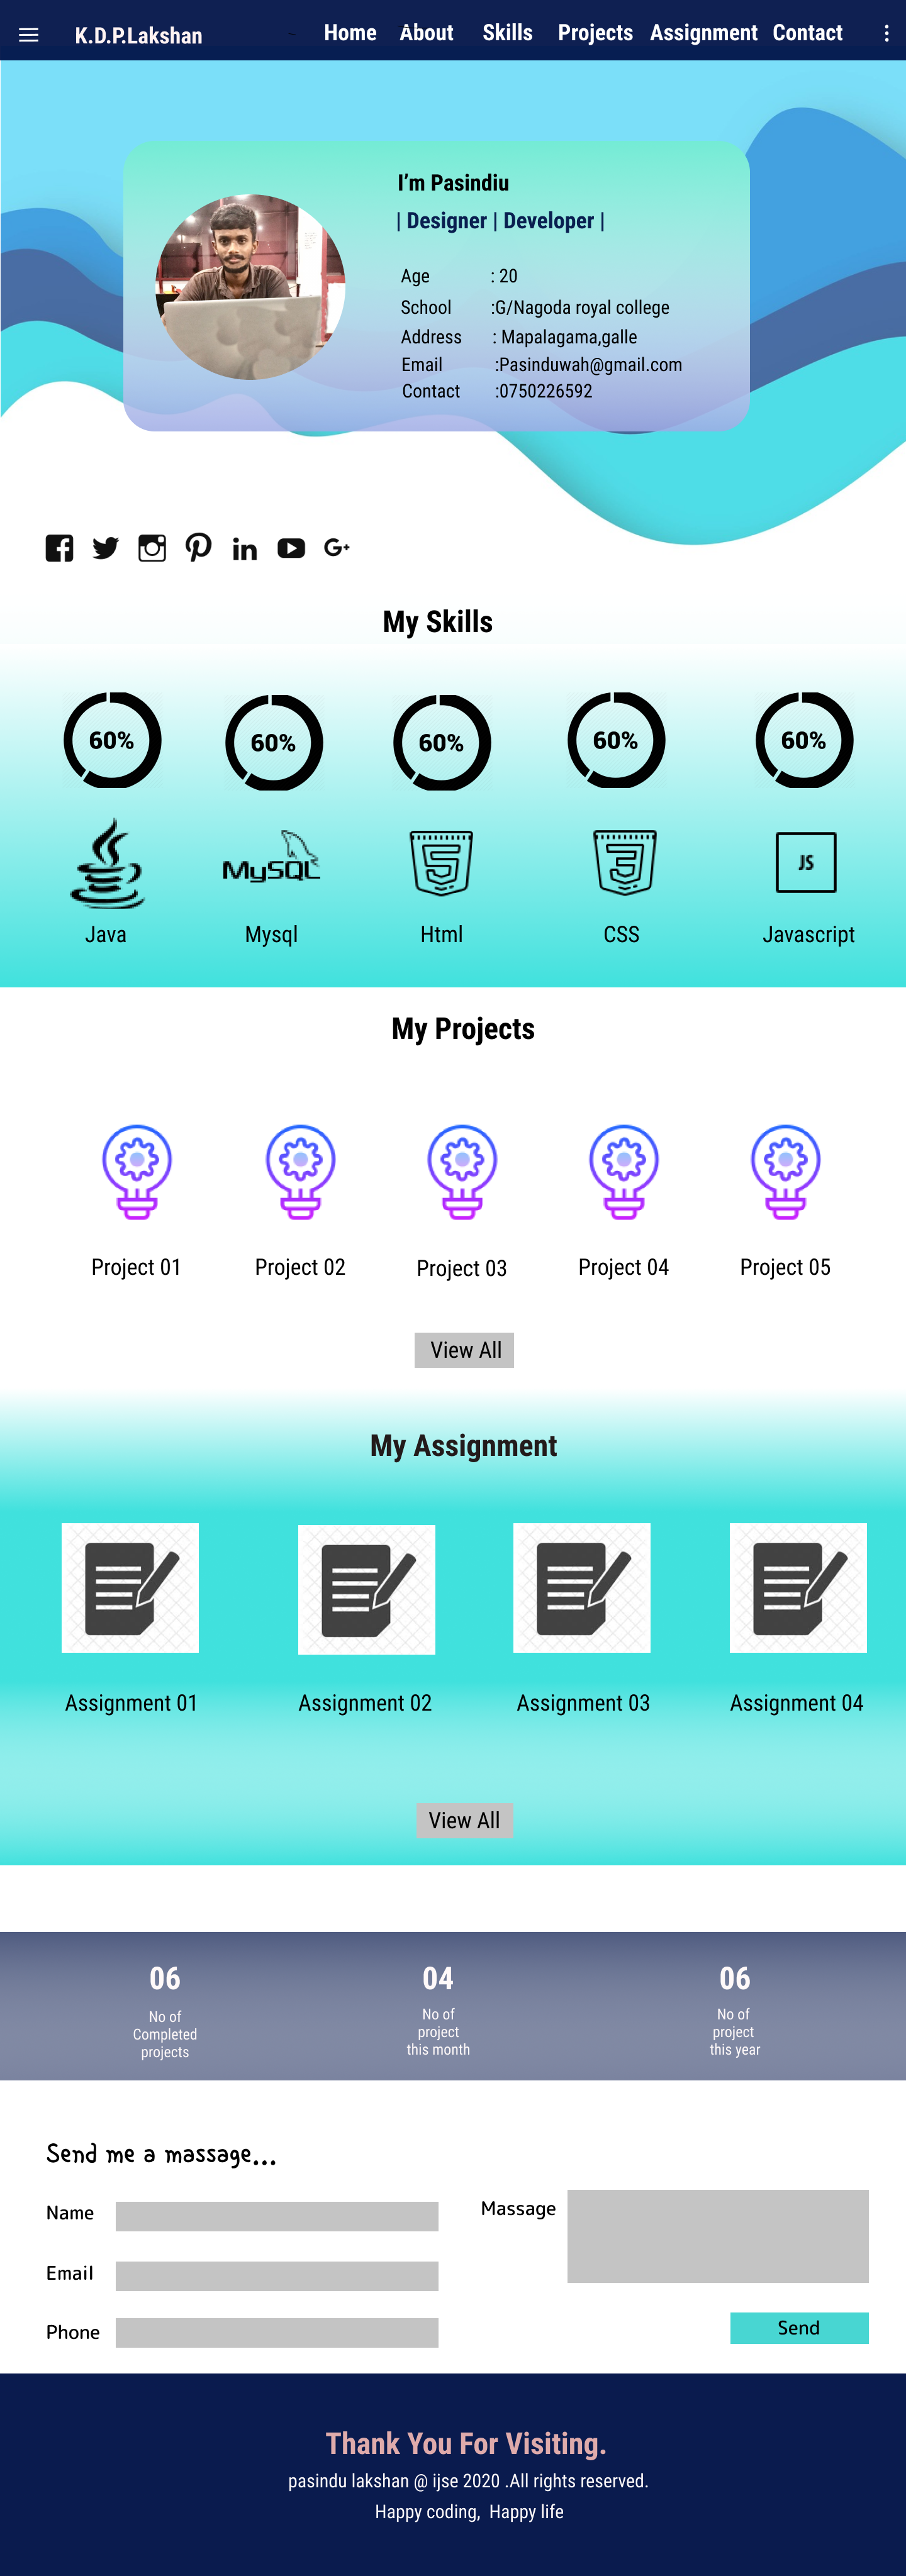 K.D.P.Lakshan
Home About Skills Projects Assignment Contact
I'm Pasindiu
| Designer | Developer |
Age : 20
School :G/Nagoda royal college
Address : Mapalagama,galle
Email :Pasinduwah@gmail.com
Contact :0750226592
My Skills
60% 60% 60% 60% 60%
MySQL 5 3 JS
Java Mysql Html CSS Javascript
My Projects
Project 01 Project 02 Project 03 Project 04 Project 05
View All
My Assignment
Assignment 01 Assignment 02 Assignment 03 Assignment 04
View All
06
No of
Completed
projects
04
No of
project
this month
06
No of
project
this year
Send me a massage...
Name
Email
Phone
Massage
Send
Thank You For Visiting.
pasindu lakshan @ ijse 2020 .All rights reserved.
Happy coding, Happy life